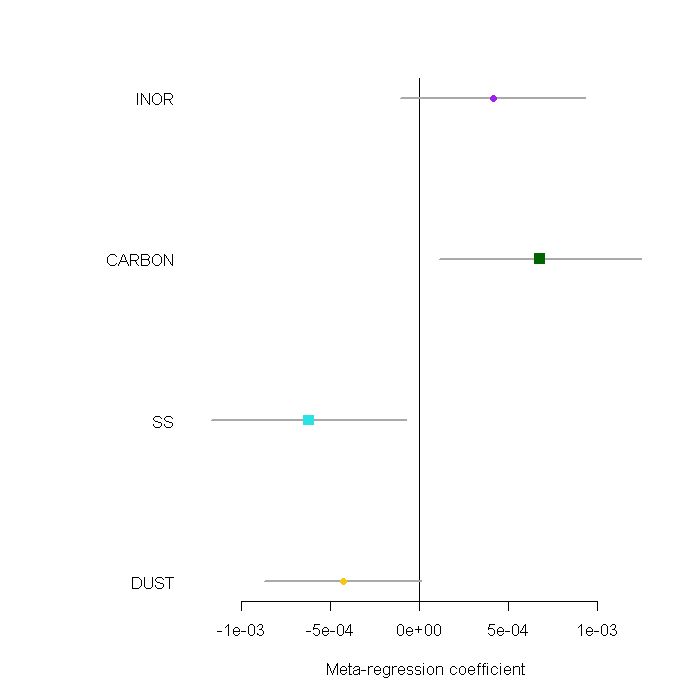 INOR
CARBON
SS
DUST
-1e-03 -5e-04 0e+00 5e-04 1e-03
Meta-regression coefficient